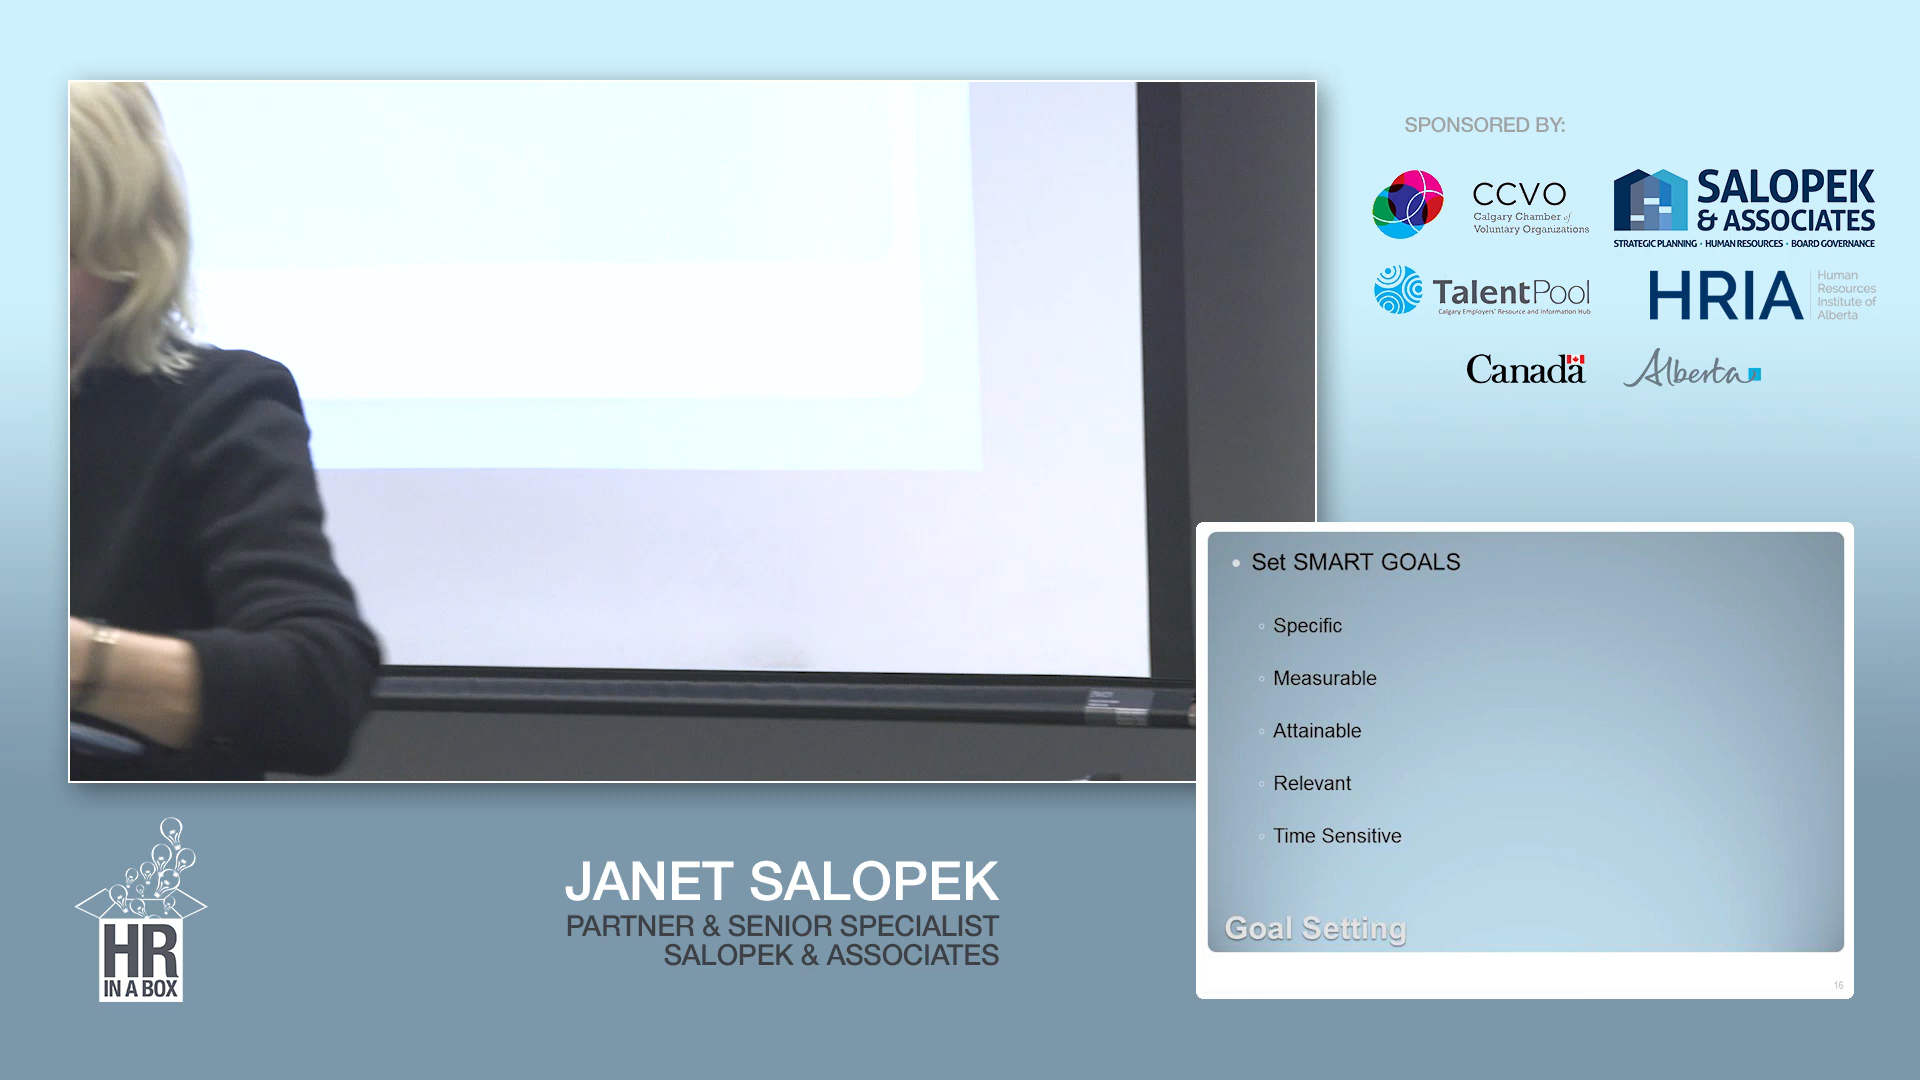 SPONSORED BY:
CCVO
Calgary Chamber of
Voluntary Organizations
SALOPEK
& ASSOCIATES
STRATEGIC PLANNING • HUMAN RESOURCES • BOARD GOVERNANCE
TalentPool
Calgary Employers' Resource and Information Hub
HRIA
Human
Resources
Institute of
Alberta
Canada
Alberta
• Set SMART GOALS
◦ Specific
◦ Measurable
◦ Attainable
◦ Relevant
◦ Time Sensitive
Goal Setting
16
HR
IN A BOX
JANET SALOPEK
PARTNER & SENIOR SPECIALIST
SALOPEK & ASSOCIATES